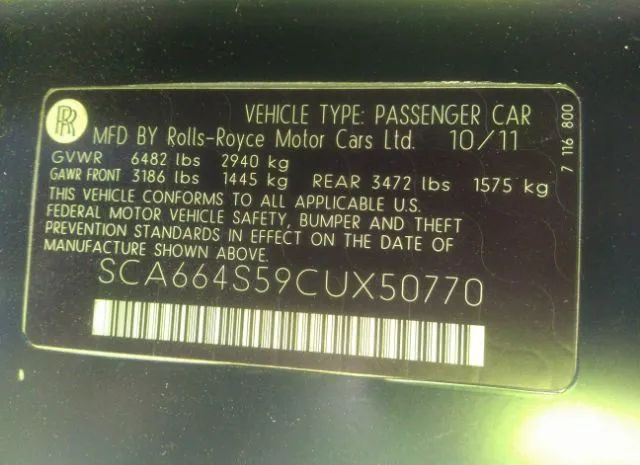 RR
VEHICLE TYPE: PASSENGER CAR
MFD BY Rolls-Royce Motor Cars Ltd. 10/11
GVWR 6482 lbs 2940 kg
GAWR FRONT 3186 lbs 1445 kg REAR 3472 lbs 1575 kg
THIS VEHICLE CONFORMS TO ALL APPLICABLE U.S.
FEDERAL MOTOR VEHICLE SAFETY, BUMPER AND THEFT
PREVENTION STANDARDS IN EFFECT ON THE DATE OF
MANUFACTURE SHOWN ABOVE.
SCA664S59CUX50770
7 116 800